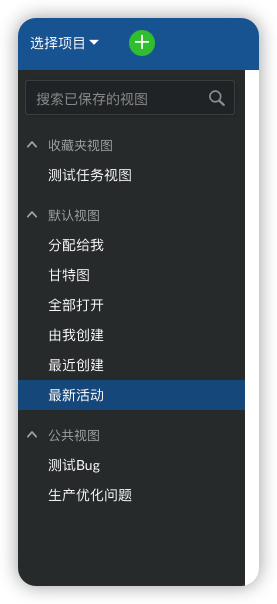 选择项目
搜索已保存的视图
收藏夹视图
测试任务视图
默认视图
分配给我
甘特图
全部打开
由我创建
最近创建
最新活动
公共视图
测试Bug
生产优化问题